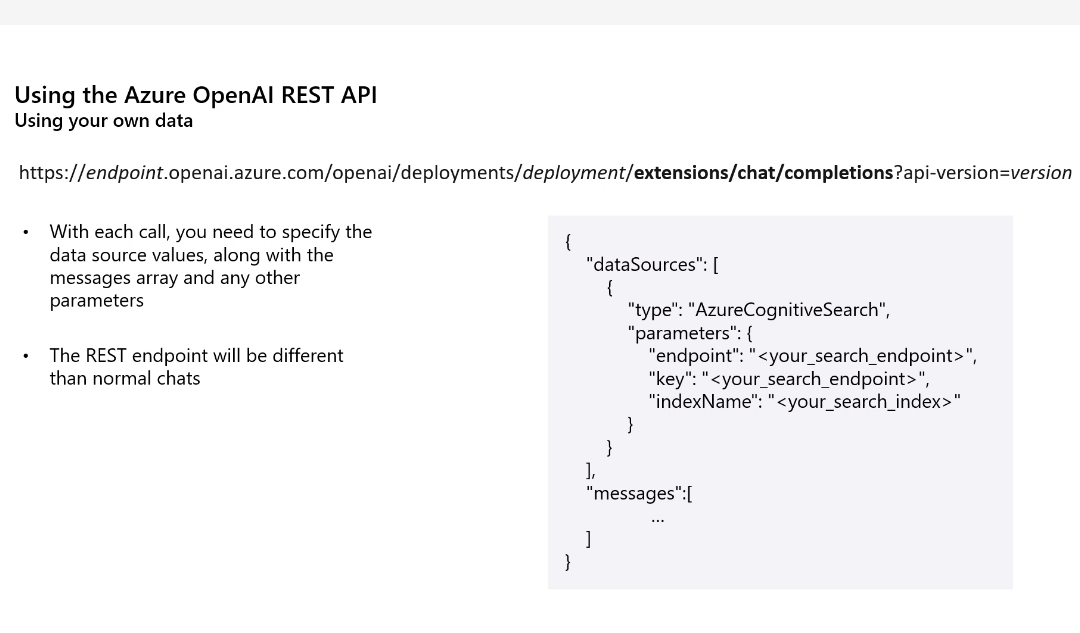 Using the Azure OpenAI REST API
Using your own data
https://endpoint.openai.azure.com/openai/deployments/deployment/extensions/chat/completions?api-version=version
• With each call, you need to specify the
data source values, along with the
messages array and any other
parameters
• The REST endpoint will be different
than normal chats
{
"dataSources": [
{
"type": "AzureCognitiveSearch",
"parameters": {
"endpoint": "<your_search_endpoint>",
"key": "<your_search_endpoint>",
"indexName": "<your_search_index>"
}
}
],
"messages":[
...
]
}